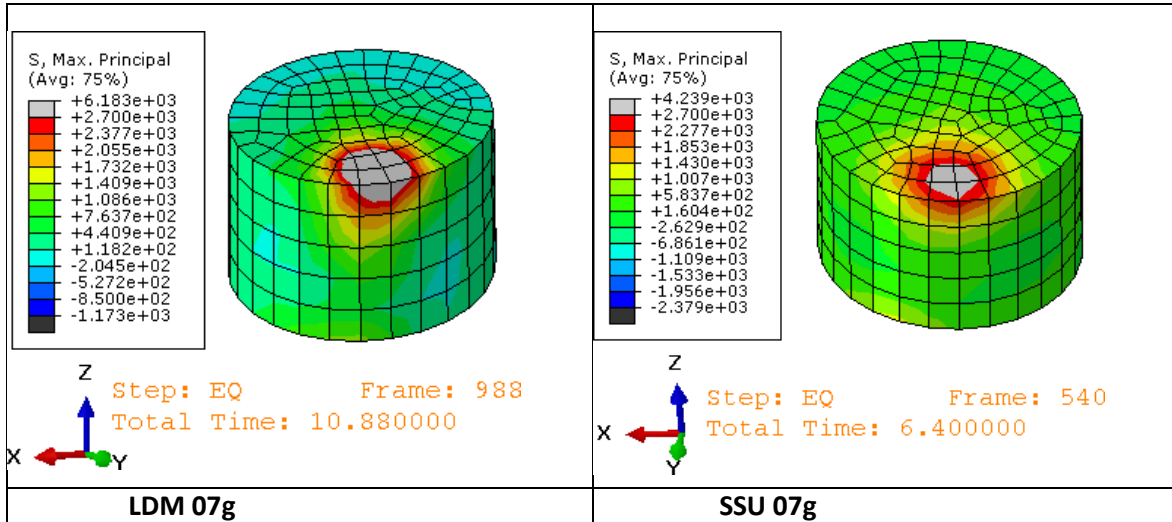 S, Max. Principal
(Avg: 75%)
+6.183e+03
+2.700e+03
+2.377e+03
+2.055e+03
+1.732e+03
+1.409e+03
+1.086e+03
+7.637e+02
+4.409e+02
+1.182e+02
-2.045e+02
-5.272e+02
-8.500e+02
-1.173e+03
Z
X
Y
Step: EQ Frame: 988
Total Time: 10.880000
LDM 07g
S, Max. Principal
(Avg: 75%)
+4.239e+03
+2.700e+03
+2.277e+03
+1.853e+03
+1.430e+03
+1.007e+03
+5.837e+02
+1.604e+02
-2.629e+02
-6.861e+02
-1.109e+03
-1.533e+03
-1.956e+03
-2.379e+03
Z
X
Y
Step: EQ Frame: 540
Total Time: 6.400000
SSU 07g